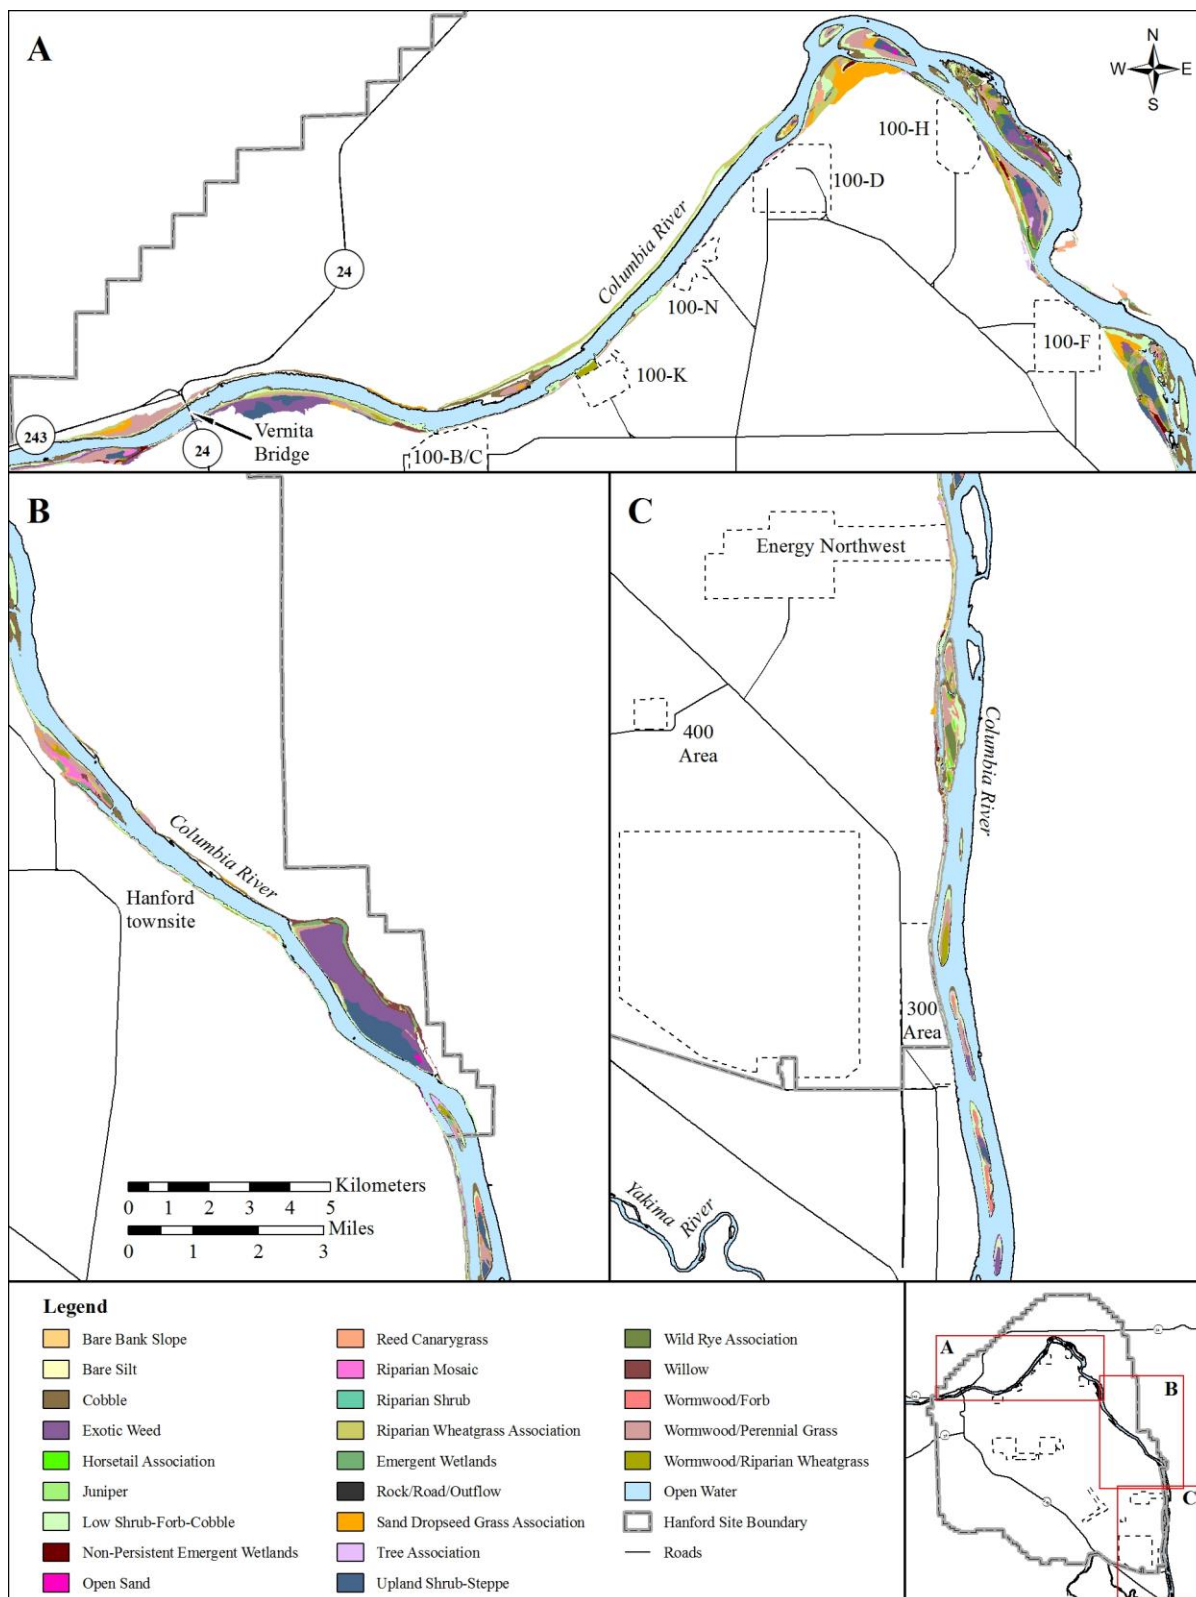 A
N
W
E
S
100-H
100-D
Columbia River
24
100-N
100-F
100-K
243
Vernita
Bridge
24
100-B/C
B
Columbia River
Hanford
townsite
Kilometers
0 1 2 3 4 5
Miles
0 1 2 3
C
Energy Northwest
400
Area
Columbia River
300
Area
Yakima
River
Legend
Bare Bank Slope
Bare Silt
Cobble
Exotic Weed
Horsetail Association
Juniper
Low Shrub-Forb-Cobble
Non-Persistent Emergent Wetlands
Open Sand
Reed Canarygrass
Riparian Mosaic
Riparian Shrub
Riparian Wheatgrass Association
Emergent Wetlands
Rock/Road/Outflow
Sand Dropseed Grass Association
Tree Association
Upland Shrub-Steppe
Wild Rye Association
Willow
Wormwood/Forb
Wormwood/Perennial Grass
Wormwood/Riparian Wheatgrass
Open Water
Hanford Site Boundary
Roads
A
B
C